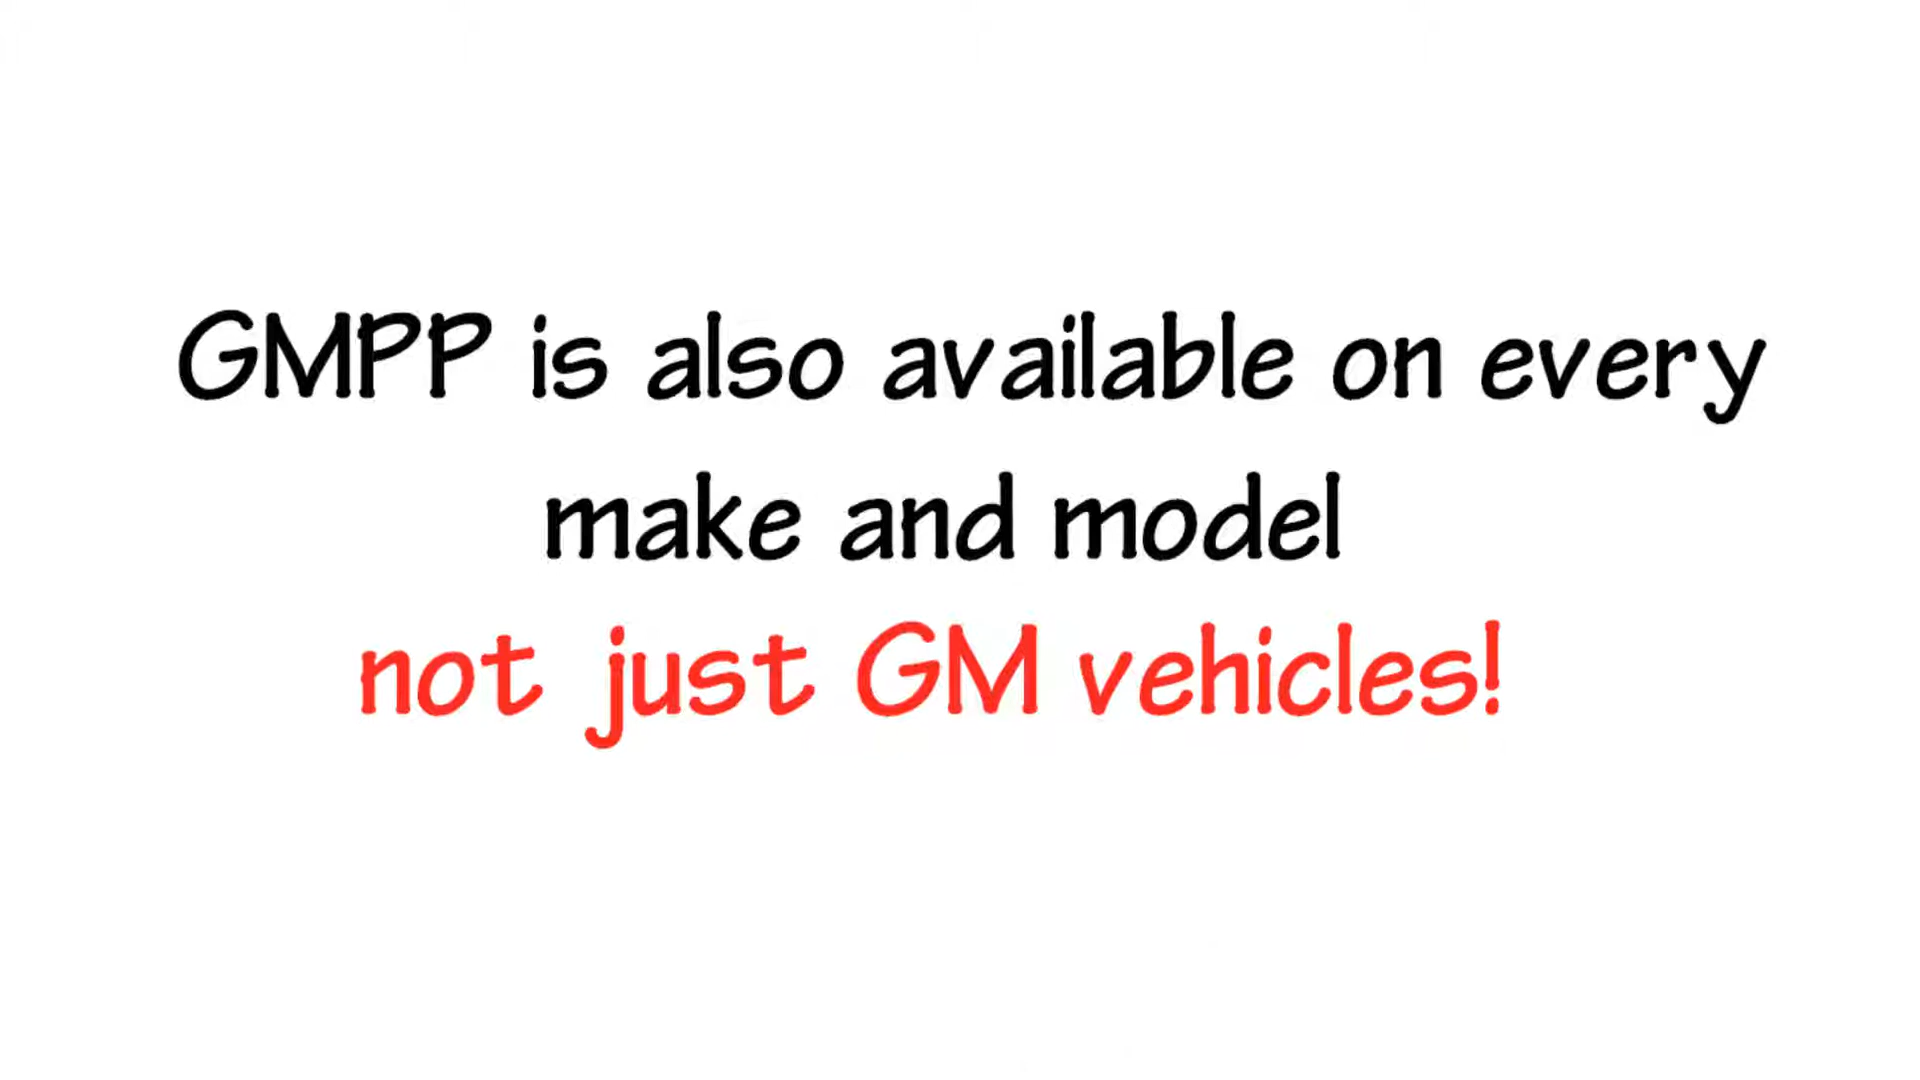 GMPP is also available on every
make and model
not just GM vehicles!